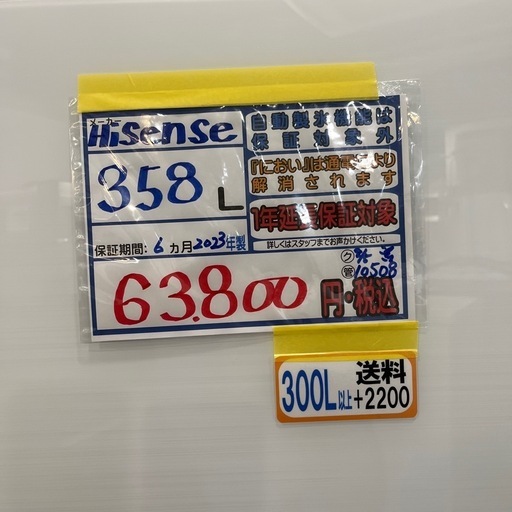 メーカー
Hisense
358 L
保証期間: 6 カ月 2023年製
63.800 円・税込
自動製氷機能は
保証対象外
『におい』は通電により
解消されます
1年延長保証対象
詳しくはスタッフまでお声かけください。
ク
管 10508
300L以上
送料
+2200